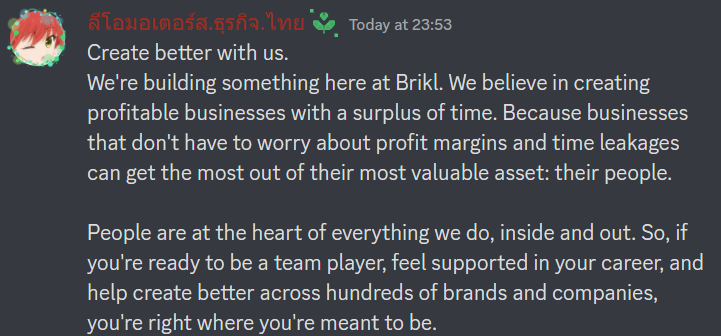 ลีโอมอเตอร์ส.ธุรกิจ.ไทย Today at 23:53
Create better with us.
We're building something here at Brikl. We believe in creating
profitable businesses with a surplus of time. Because businesses
that don't have to worry about profit margins and time leakages
can get the most out of their most valuable asset: their people.
People are at the heart of everything we do, inside and out. So, if
you're ready to be a team player, feel supported in your career, and
help create better across hundreds of brands and companies,
you're right where you're meant to be.